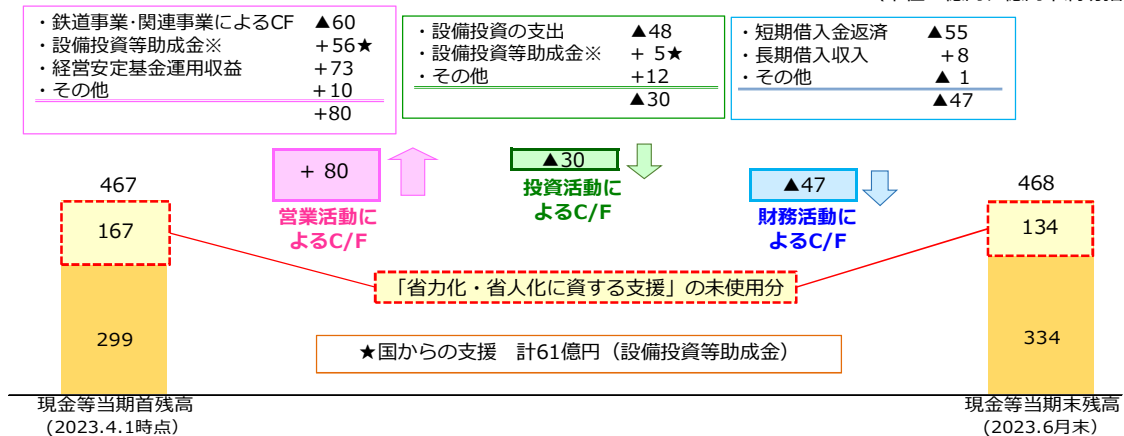 ・鉄道事業・関連事業によるCF ▲60
・設備投資等助成金※ +56★
・経営安定基金運用収益 +73
・その他 +10
+80
・設備投資の支出 ▲48
・設備投資等助成金※ + 5★
・その他 +12
▲30
・短期借入金返済 ▲55
・長期借入収入 +8
・その他 ▲ 1
▲47
+ 80
営業活動に
よるC/F
▲30
投資活動に
よるC/F
▲47
財務活動に
よるC/F
467
167
299
468
134
334
「省力化・省人化に資する支援」の未使用分
★国からの支援 計61億円（設備投資等助成金）
現金等当期首残高
(2023.4.1時点）
現金等当期末残高
(2023.6月末）